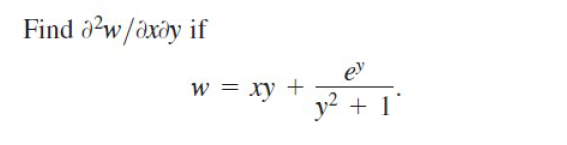 Find ∂²w/∂x∂y if
w = xy + e^y / (y² + 1).